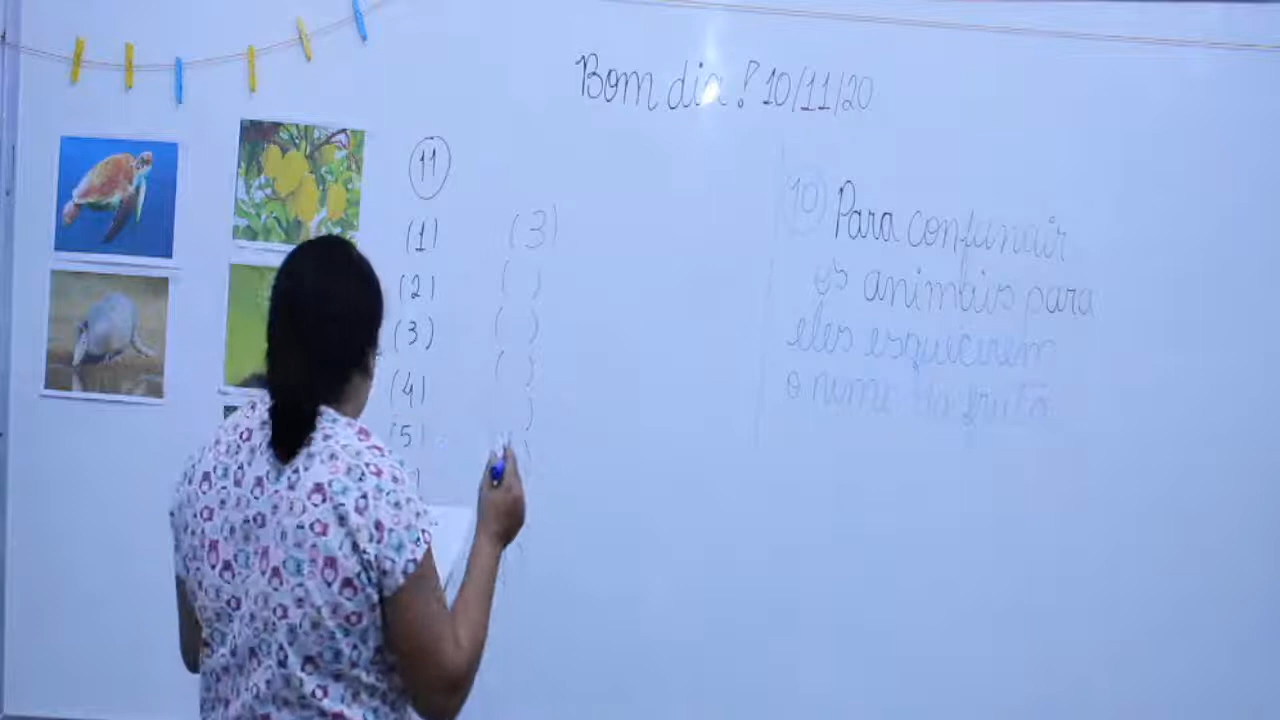 Bom dia! 10/11/20
11
(1) (3)
(2) ( )
(3) ( )
(4) ( )
(5) )
10) Para confundir
os animais para
eles esquecerem
o nome da fruta